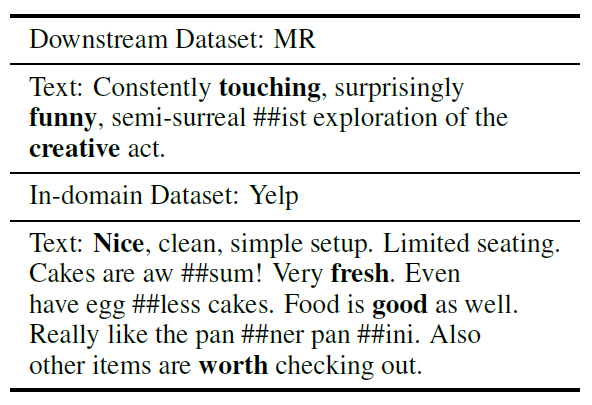 Downstream Dataset: MR
Text: Constently touching, surprisingly
funny, semi-surreal ##ist exploration of the
creative act.
In-domain Dataset: Yelp
Text: Nice, clean, simple setup. Limited seating.
Cakes are aw ##sum! Very fresh. Even
have egg ##less cakes. Food is good as well.
Really like the pan ##ner pan ##ini. Also
other items are worth checking out.